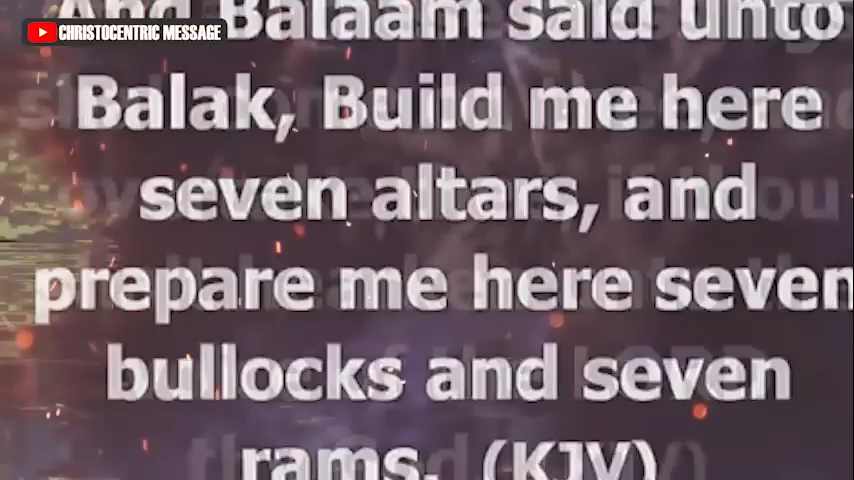 CHRISTOCENTRIC MESSAGE
And Balaam said unto
Balak, Build me here
seven altars, and
prepare me here seven
bullocks and seven
rams. (KJV)